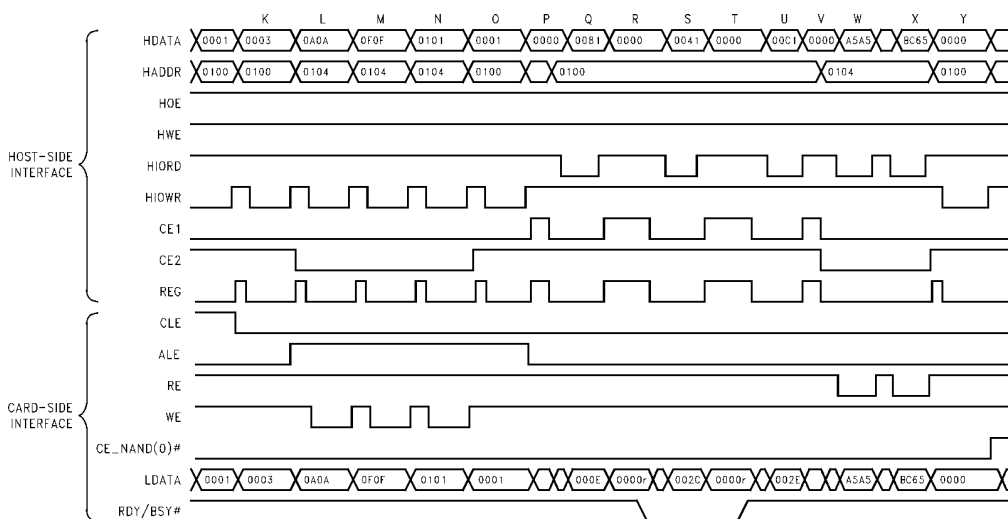 K L M N O P Q R S T U V W X Y
HDATA 0001 0003 0A0A 0F0F 0101 0001 0000 0081 0000 0041 0000 00C1 0000 A5A5 BC65 0000
HADDR 0100 0100 0104 0104 0104 0100 0100 0104 0100
HOE
HWE
HOST-SIDE
INTERFACE
HIORD
HIOWR
CE1
CE2
REG
CLE
ALE
RE
CARD-SIDE
INTERFACE
WE
CE_NAND(0)#
LDATA 0001 0003 0A0A 0F0F 0101 0001 000E 0000r 002C 0000r 002E A5A5 BC65 0000
RDY/BSY#